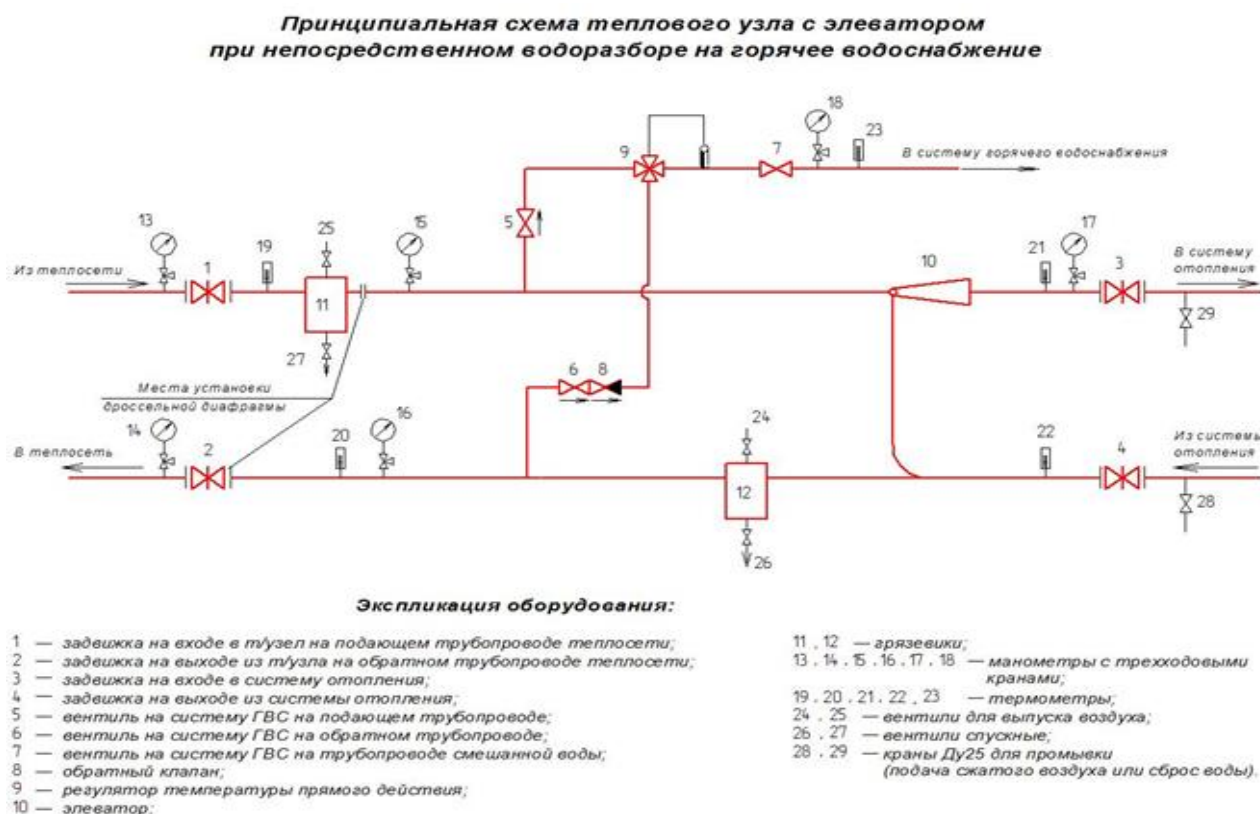 Принципиальная схема теплового узла с элеватором
при непосредственном водоразборе на горячее водоснабжение
18
23
9
7
В систему горячего водоснабжения
13
25
15
5
17
19
21
10
3
В систему
отопления
Из теплосети
1
11
29
27
6
8
Места установки
дроссельной диафрагмы
14
16
24
20
22
4
Из системы
отопления
В теплосеть
2
12
28
26
Экспликация оборудования:
1 — задвижка на входе в т/узел на подающем трубопроводе теплосети;
2 — задвижка на выходе из т/узла на обратном трубопроводе теплосети;
3 — задвижка на входе в систему отопления;
4 — задвижка на выходе из системы отопления;
5 — вентиль на систему ГВС на подающем трубопроводе;
6 — вентиль на систему ГВС на обратном трубопроводе;
7 — вентиль на систему ГВС на трубопроводе смешанной воды;
8 — обратный клапан;
9 — регулятор температуры прямого действия;
10 — элеватор;
11 . 12 — грязевики;
13 . 14 . 15 . 16 . 17 . 18 — манометры с трехходовыми
кранами;
19 . 20 . 21 . 22 . 23 — термометры;
24 . 25 — вентили для выпуска воздуха;
26 . 27 — вентили спускные;
28 . 29 — краны Ду25 для промывки
(подача сжатого воздуха или сброс воды).